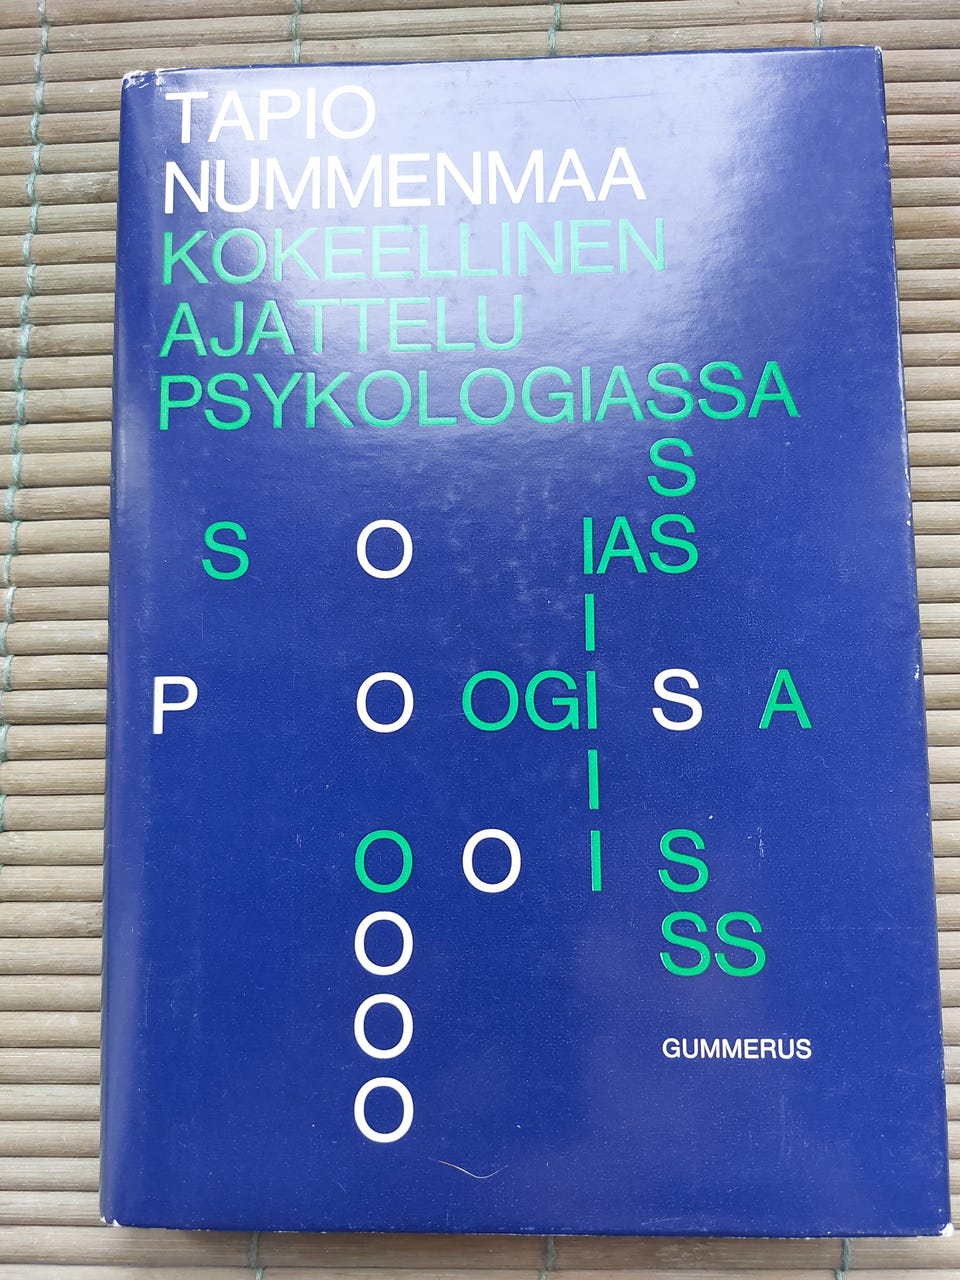 TAPIO
NUMMENMAA
KOKEELLINEN
AJATTELU
PSYKOLOGIASSA
S
S O IAS
I
P O OGI S A
I
O O I S
O SS
O
GUMMERUS
O